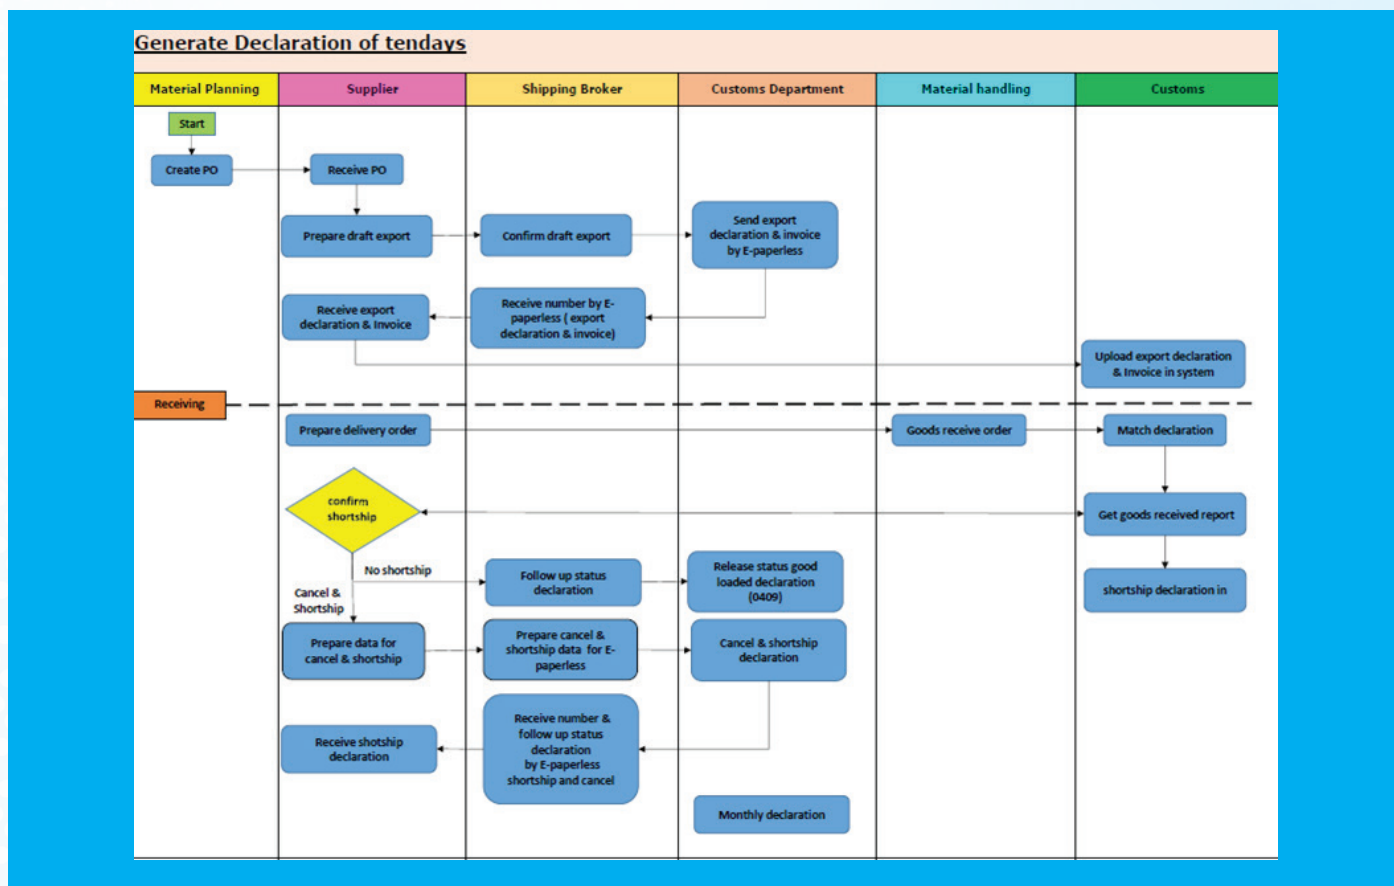 Generate Declaration of tendays
Material Planning
Supplier
Shipping Broker
Customs Department
Material handling
Customs
Start
Create PO
Receive PO
Prepare draft export
Confirm draft export
Send export
declaration & invoice
by E-paperless
Receive export
declaration & Invoice
Receive number by E-
paperless ( export
declaration & invoice)
Upload export declaration
& Invoice in system
Receiving
Prepare delivery order
Goods receive order
Match declaration
confirm
shortship
Get goods received report
No shortship
Follow up status
declaration
Release status good
loaded declaration
(0409)
shortship declaration in
Cancel &
Shortship
Prepare data for
cancel & shortship
Prepare cancel &
shortship data for E-
paperless
Cancel & shortship
declaration
Receive shotship
declaration
Receive number &
follow up status
declaration
by E-paperless
shortship and cancel
Monthly declaration